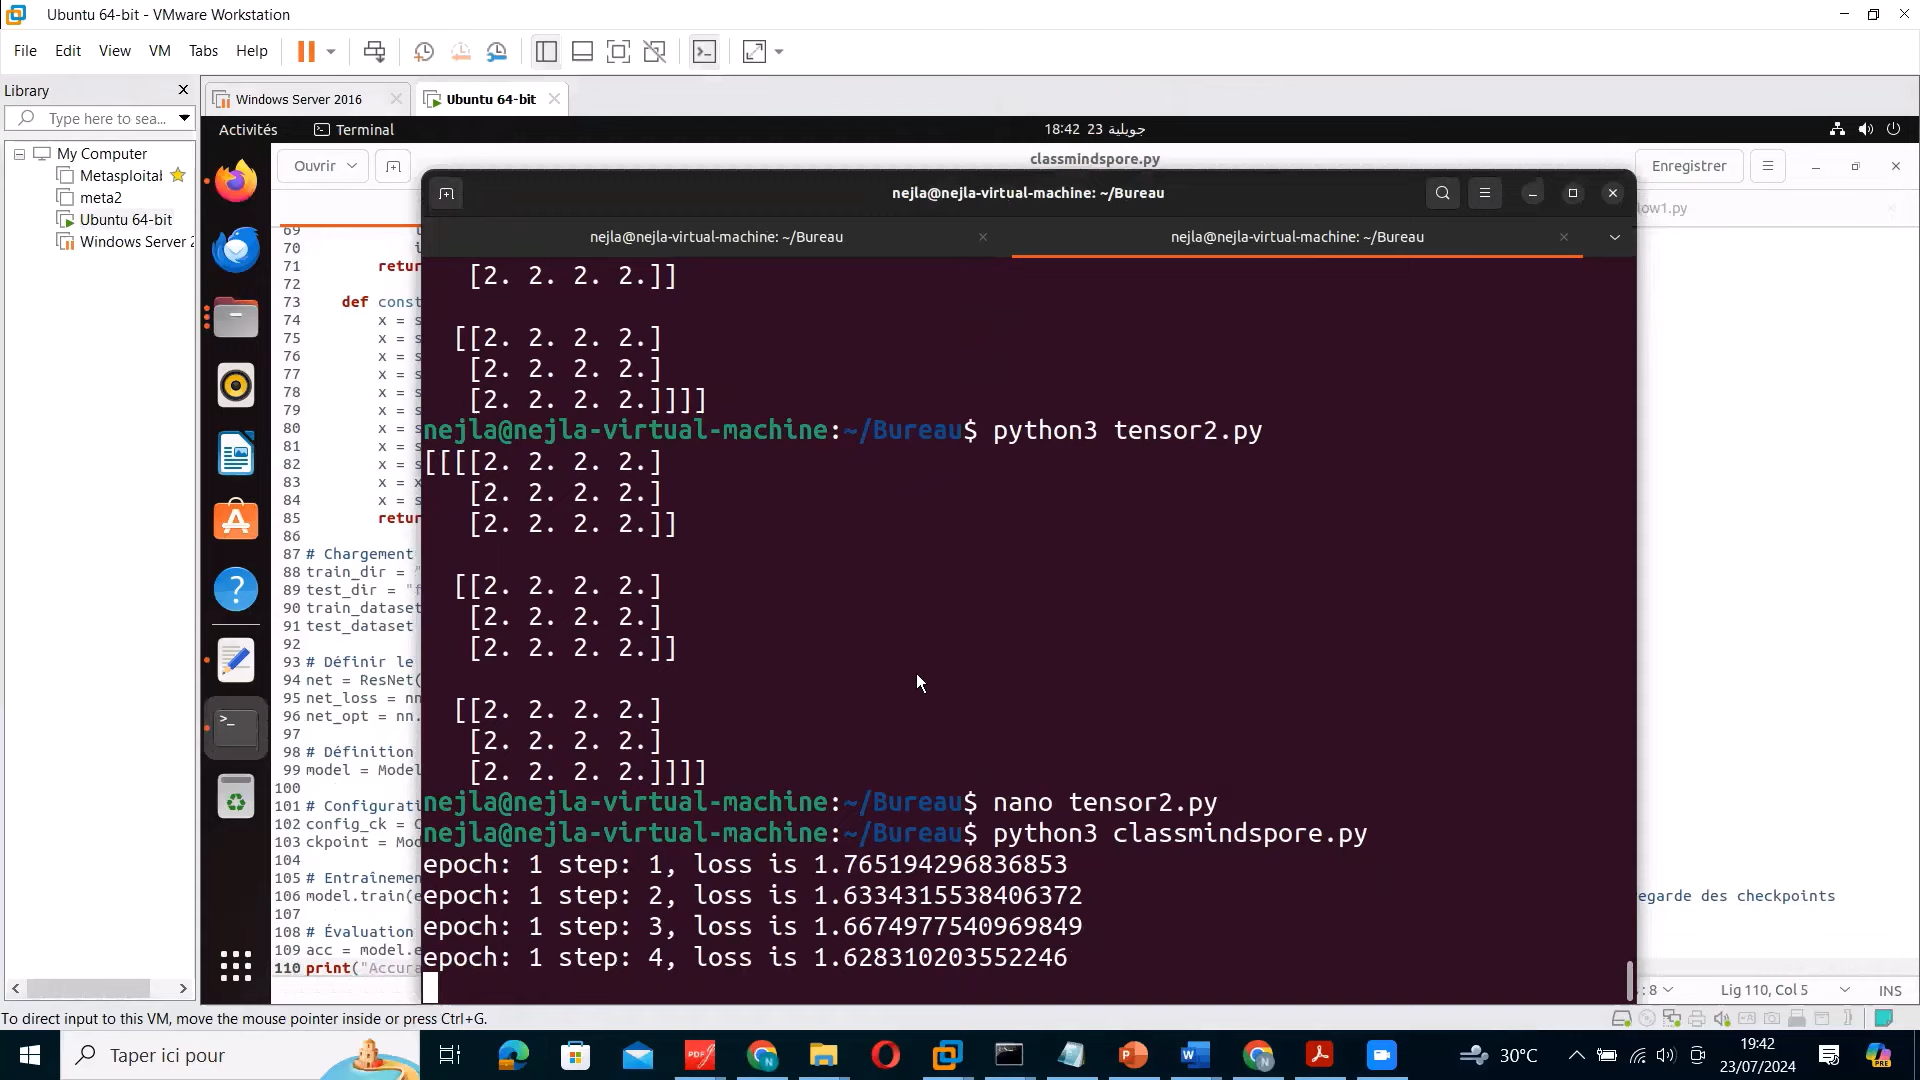 Ubuntu 64-bit - VMware Workstation
File Edit View VM Tabs Help
Library
Windows Server 2016
Ubuntu 64-bit
Type here to sea...
My Computer
Metasploital
meta2
Ubuntu 64-bit
Windows Server 2
Activités
Terminal
18:42 23 جويلية
Ouvrir
classmindspore.py
Enregistrer
low1.py
nejla@nejla-virtual-machine: ~/Bureau
nejla@nejla-virtual-machine: ~/Bureau
nejla@nejla-virtual-machine: ~/Bureau
69
70 i
71 retur
72
73 def const
74 x = s
75 x = s
76 x = s
77 x = s
78 x = s
79 x = s
80 x = s
81 x = s
82 x = s
83 x = x
84 x = s
85 retur
86
87 # Chargement
88 train_dir = "
89 test_dir = "f
90 train_dataset
91 test_dataset
92
93 # Définir le
94 net = ResNet(
95 net_loss = nn
96 net_opt = nn.
97
98 # Définition
99 model = Model
100
101 # Configurati
102 config_ck = C
103 ckpoint = Mod
104
105 # Entraînemen
106 model.train(e
107
108 # Évaluation
109 acc = model.e
110 print("Accura
egarde des checkpoints
[2. 2. 2. 2.]]
[[2. 2. 2. 2.]
[2. 2. 2. 2.]
[2. 2. 2. 2.]]]]
nejla@nejla-virtual-machine:~/Bureau$ python3 tensor2.py
[[[[2. 2. 2. 2.]
[2. 2. 2. 2.]
[2. 2. 2. 2.]]
[[2. 2. 2. 2.]
[2. 2. 2. 2.]
[2. 2. 2. 2.]]
[[2. 2. 2. 2.]
[2. 2. 2. 2.]
[2. 2. 2. 2.]]]]
nejla@nejla-virtual-machine:~/Bureau$ nano tensor2.py
nejla@nejla-virtual-machine:~/Bureau$ python3 classmindspore.py
epoch: 1 step: 1, loss is 1.765194296836853
epoch: 1 step: 2, loss is 1.6334315538406372
epoch: 1 step: 3, loss is 1.6674977540969849
epoch: 1 step: 4, loss is 1.628310203552246
: 8
Lig 110, Col 5
INS
To direct input to this VM, move the mouse pointer inside or press Ctrl+G.
Taper ici pour
30°C
19:42
23/07/2024